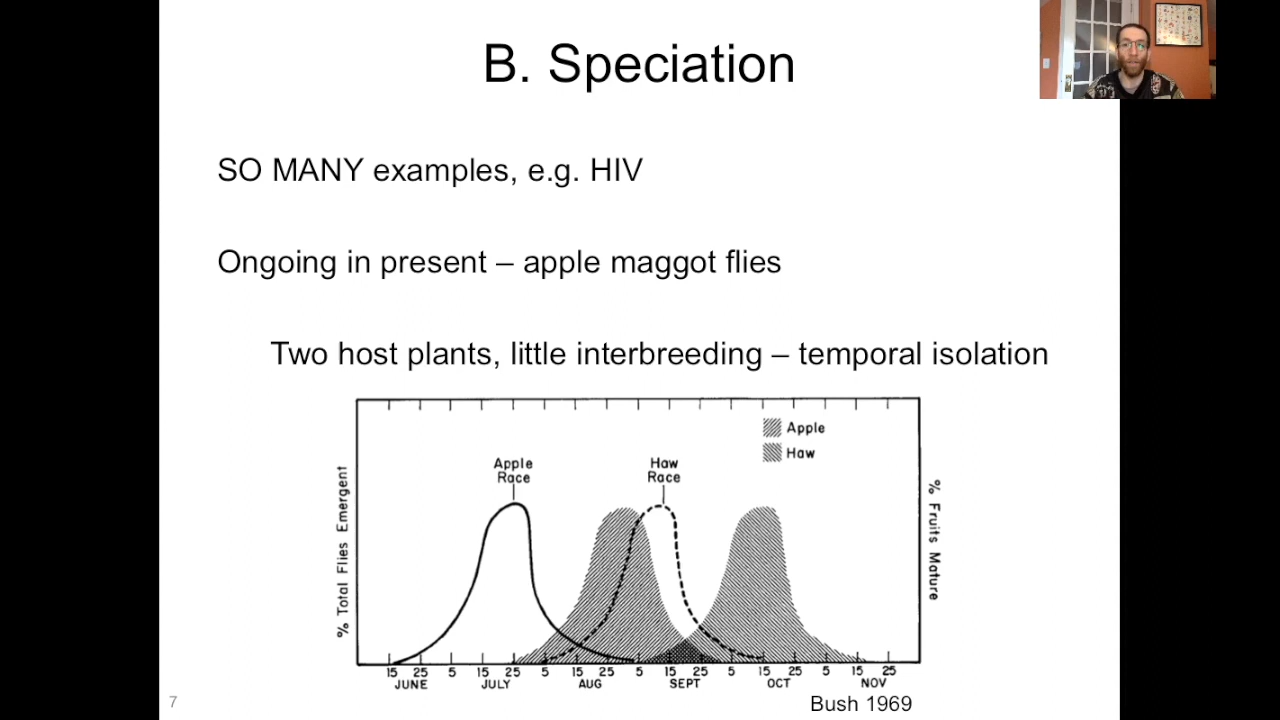 B. Speciation
SO MANY examples, e.g. HIV
Ongoing in present – apple maggot flies
Two host plants, little interbreeding – temporal isolation
Apple
Haw
Apple
Race
Haw
Race
% Total Flies Emergent
% Fruits Mature
15 25 5 15 25 5 15 25 5 15 25 5 15 25 5 15 25
JUNE JULY AUG SEPT OCT NOV
Bush 1969
7